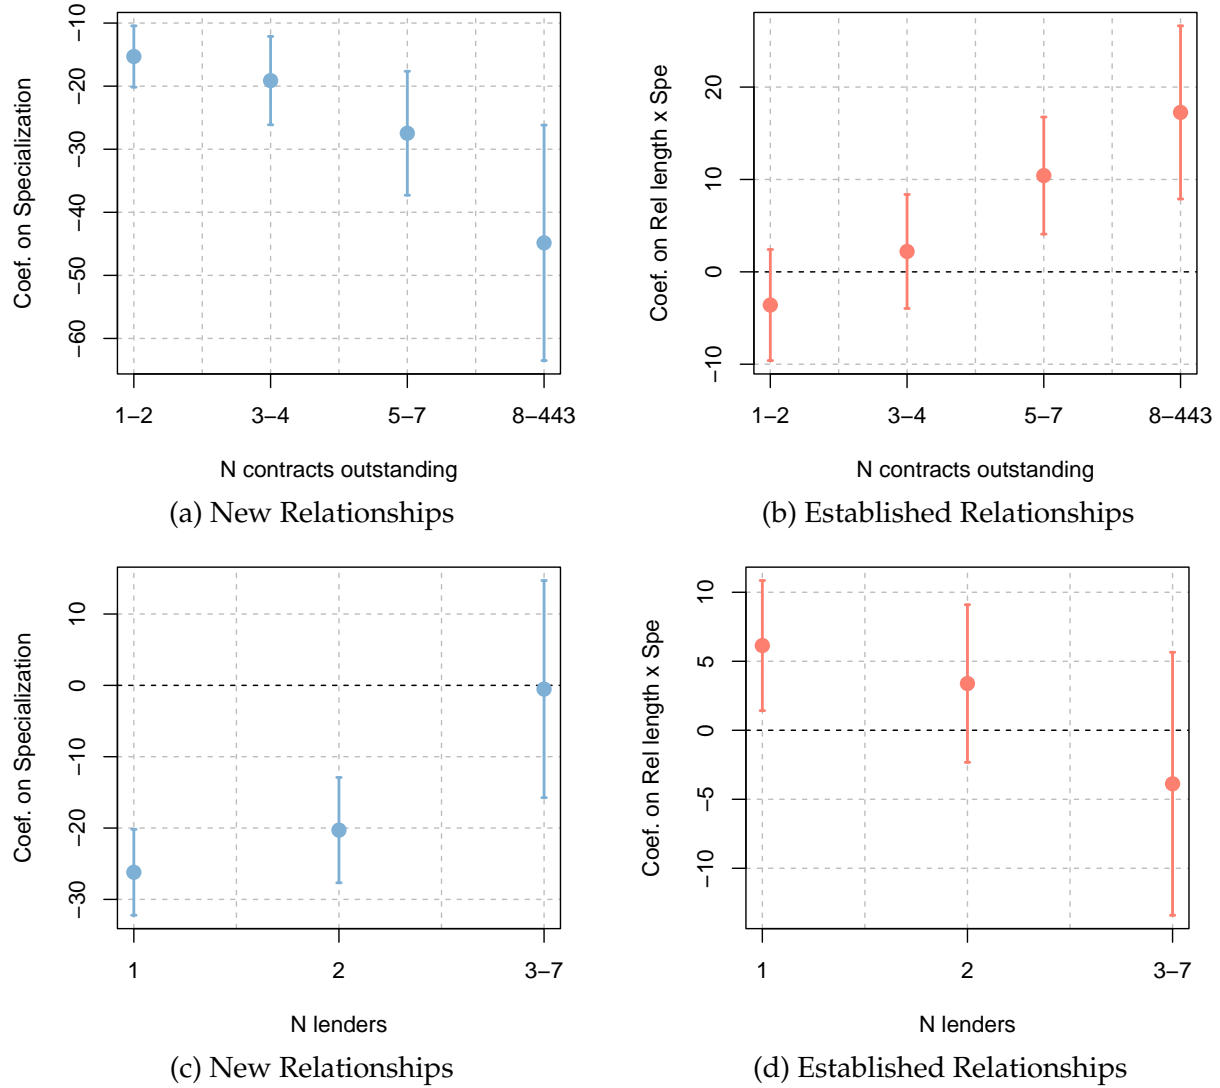 Coef. on Specialization
−10
−20
−30
−40
−50
−60
1−2
3−4
5−7
8−443
N contracts outstanding
(a) New Relationships
Coef. on Rel length x Spe
20
10
0
−10
1−2
3−4
5−7
8−443
N contracts outstanding
(b) Established Relationships
Coef. on Specialization
10
0
−10
−20
−30
1
2
3−7
N lenders
(c) New Relationships
Coef. on Rel length x Spe
10
5
0
−5
−10
1
2
3−7
N lenders
(d) Established Relationships